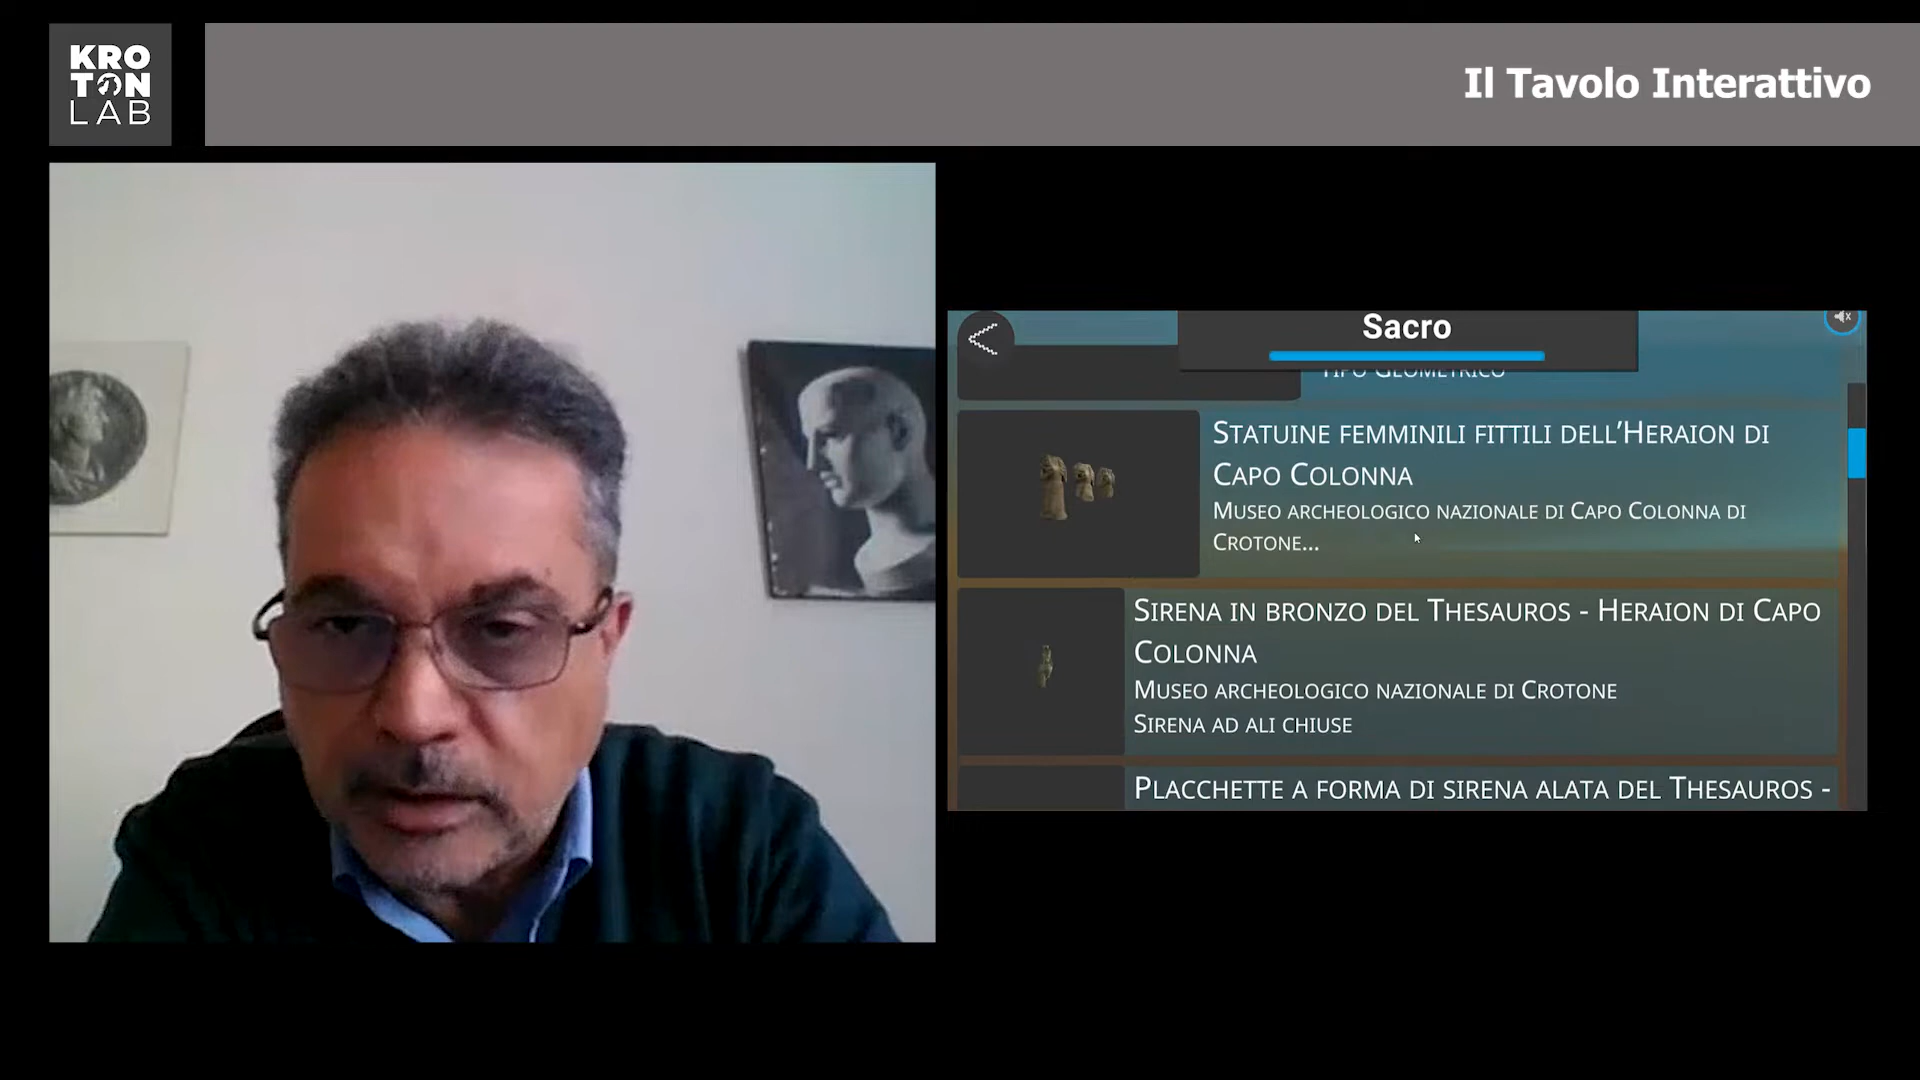 KRO
TON
LAB
Il Tavolo Interattivo
Sacro
TIPO GEOMETRICO
STATUINE FEMMINILI FITTILI DELL'HERAION DI
CAPO COLONNA
MUSEO ARCHEOLOGICO NAZIONALE DI CAPO COLONNA DI
CROTONE...
SIRENA IN BRONZO DEL THESAUROS - HERAION DI CAPO
COLONNA
MUSEO ARCHEOLOGICO NAZIONALE DI CROTONE
SIRENA AD ALI CHIUSE
PLACCHETTE A FORMA DI SIRENA ALATA DEL THESAUROS -